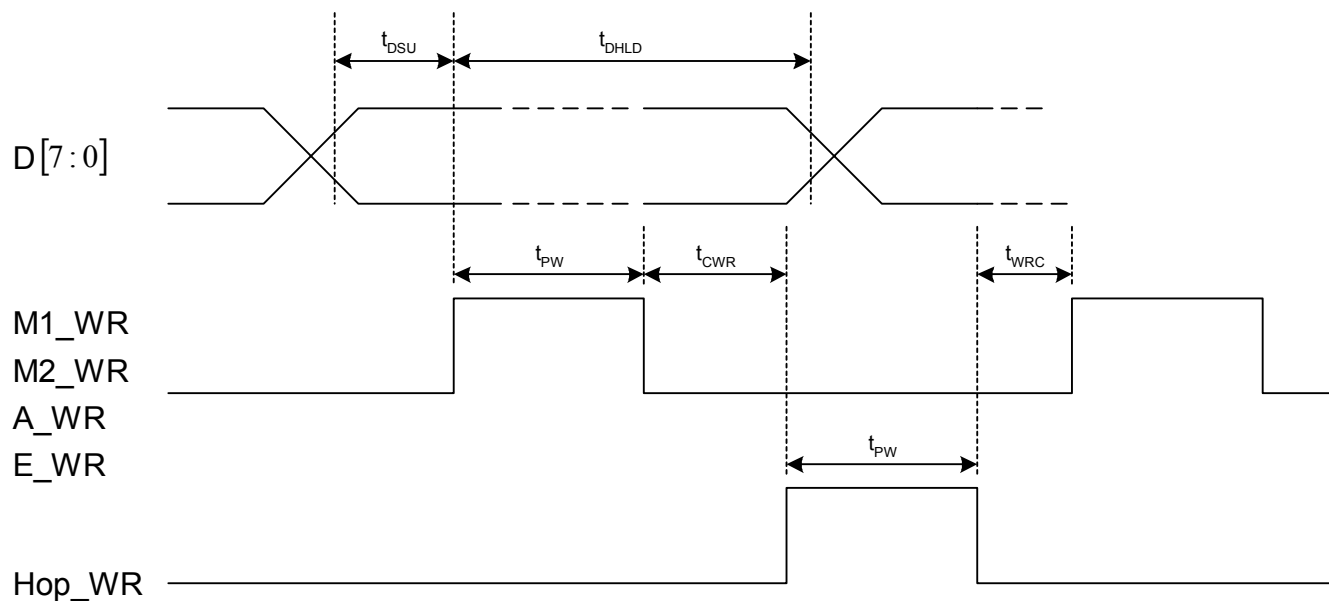 tDSU
tDHLD
D[7:0]
tPW
tCWR
tWRC
M1_WR
M2_WR
A_WR
E_WR
tPW
Hop_WR